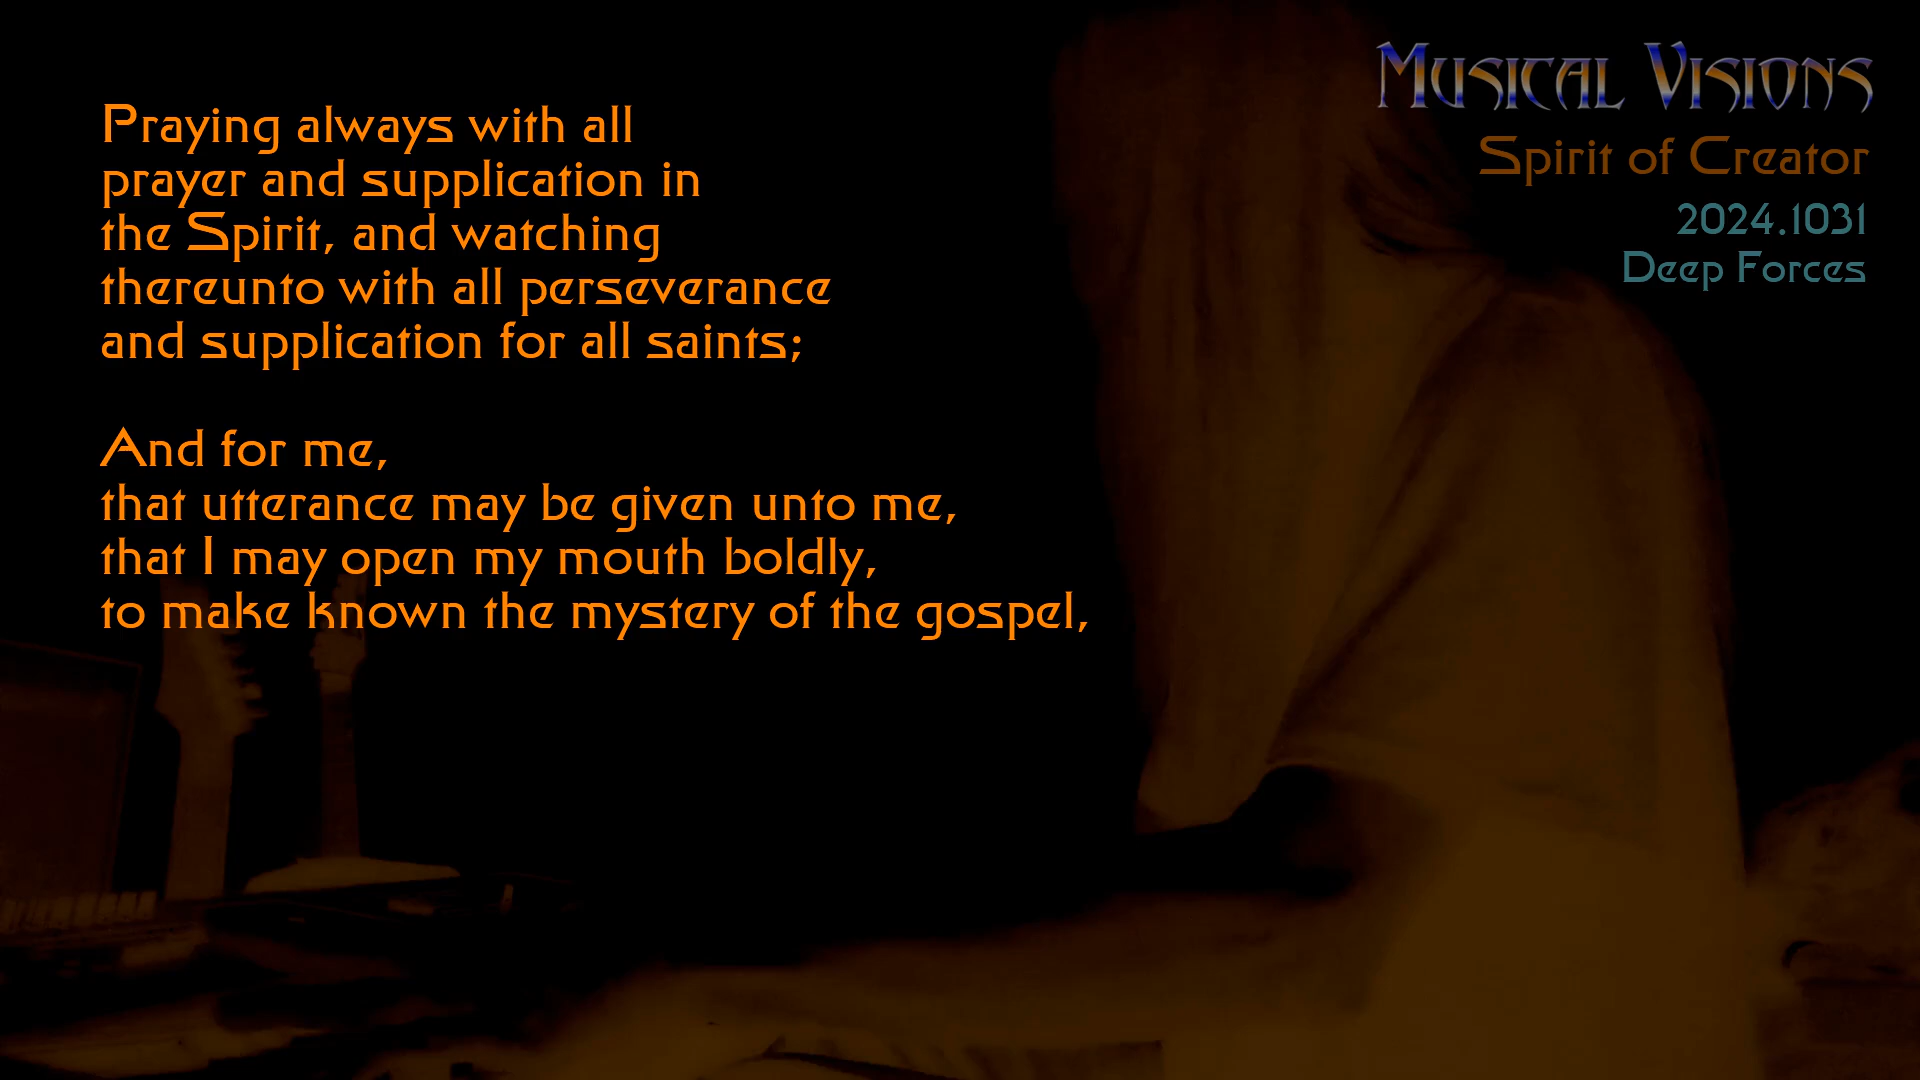 Praying always with all
prayer and supplication in
the Spirit, and watching
thereunto with all perseverance
and supplication for all saints;
And for me,
that utterance may be given unto me,
that I may open my mouth boldly,
to make known the mystery of the gospel,
Musical Visions
Spirit of Creator
2024.1031
Deep Forces